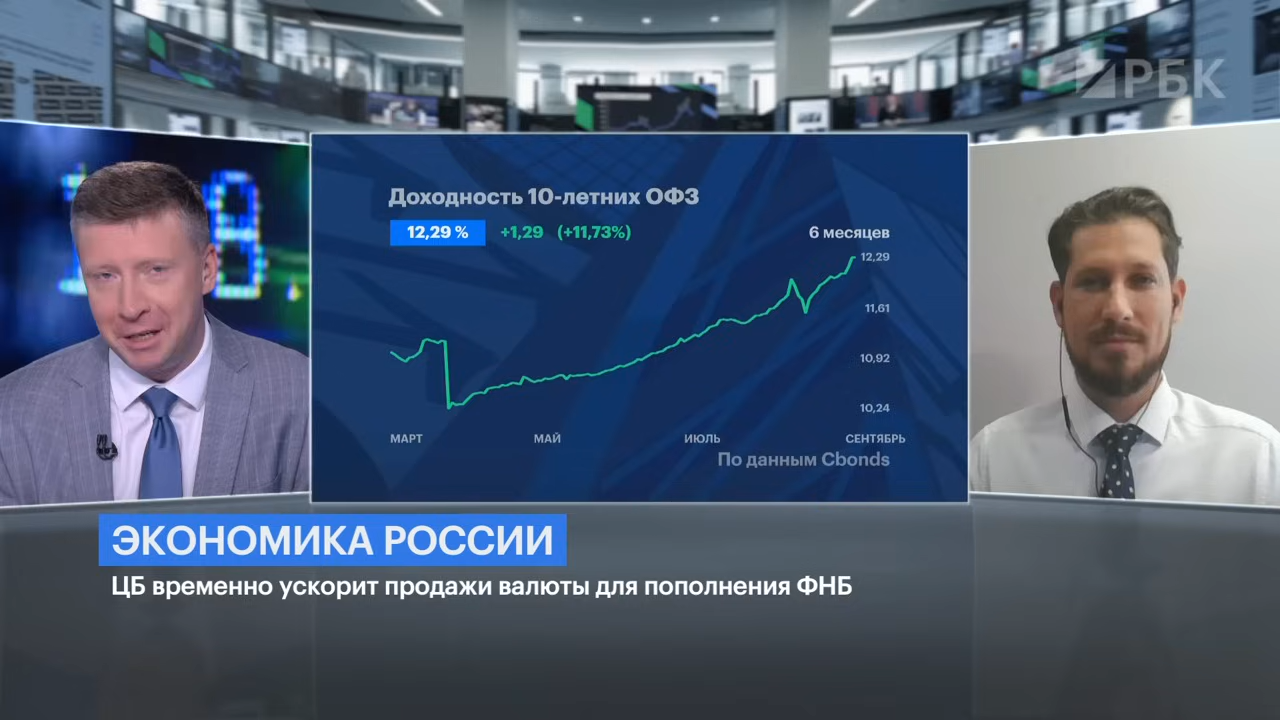 РБК
Доходность 10-летних ОФЗ
12,29 % +1,29 (+11,73%) 6 месяцев
12,29
11,61
10,92
10,24
МАРТ МАЙ ИЮЛЬ СЕНТЯБРЬ
По данным Cbonds
ЭКОНОМИКА РОССИИ
ЦБ временно ускорит продажи валюты для пополнения ФНБ